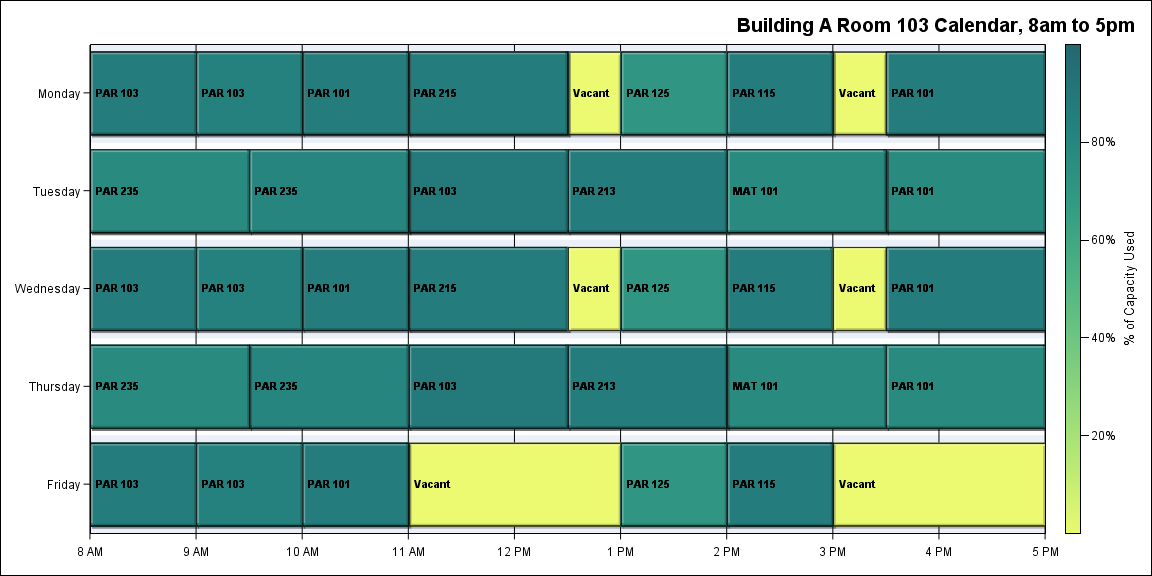 Building A Room 103 Calendar, 8am to 5pm
Monday
PAR 103 PAR 103 PAR 101 PAR 215 Vacant PAR 125 PAR 115 Vacant PAR 101
Tuesday
PAR 235 PAR 235 PAR 103 PAR 213 MAT 101 PAR 101
Wednesday
PAR 103 PAR 103 PAR 101 PAR 215 Vacant PAR 125 PAR 115 Vacant PAR 101
Thursday
PAR 235 PAR 235 PAR 103 PAR 213 MAT 101 PAR 101
Friday
PAR 103 PAR 103 PAR 101 Vacant PAR 125 PAR 115 Vacant
8 AM 9 AM 10 AM 11 AM 12 PM 1 PM 2 PM 3 PM 4 PM 5 PM
80%
60%
40%
20%
% of Capacity Used